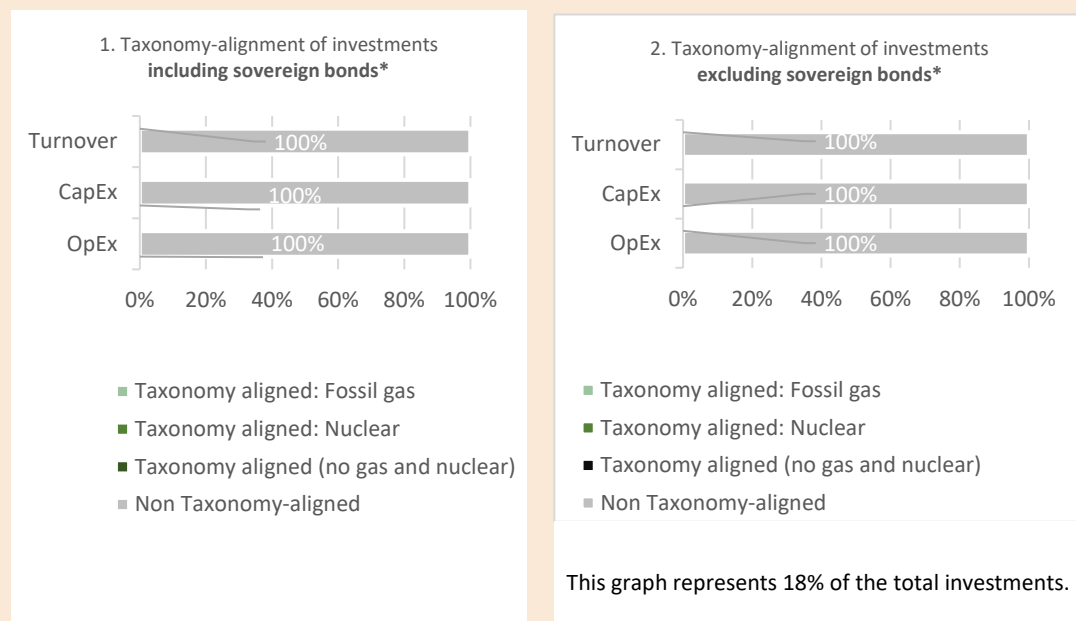 1. Taxonomy-alignment of investments
including sovereign bonds*
Turnover
100%
CapEx
100%
OpEx
100%
0% 20% 40% 60% 80% 100%
Taxonomy aligned: Fossil gas
Taxonomy aligned: Nuclear
Taxonomy aligned (no gas and nuclear)
Non Taxonomy-aligned
2. Taxonomy-alignment of investments
excluding sovereign bonds*
Turnover
100%
CapEx
100%
OpEx
100%
0% 20% 40% 60% 80% 100%
Taxonomy aligned: Fossil gas
Taxonomy aligned: Nuclear
Taxonomy aligned (no gas and nuclear)
Non Taxonomy-aligned
This graph represents 18% of the total investments.